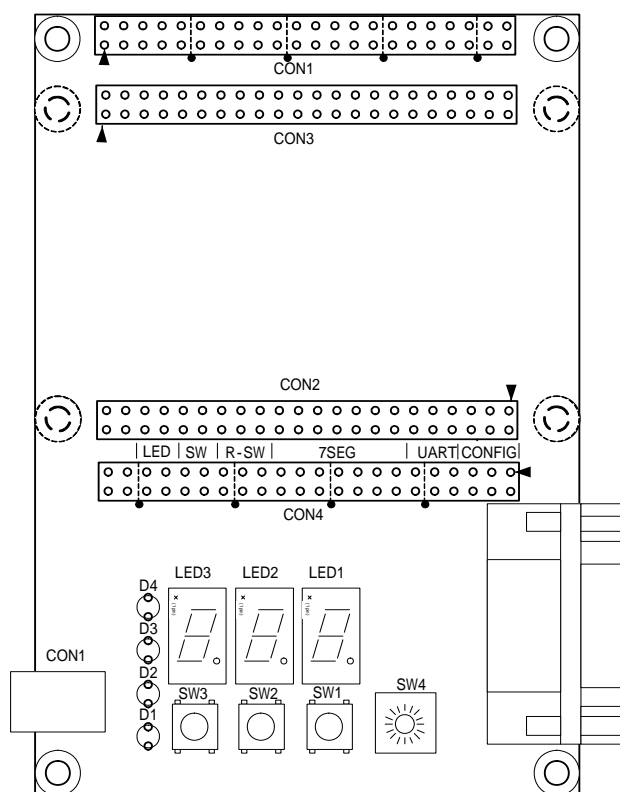 CON1
CON3
CON2
LED SW R-SW 7SEG UART CONFIG
CON4
LED3 LED2 LED1
D4
D3
CON1
D2
SW3 SW2 SW1 SW4
D1